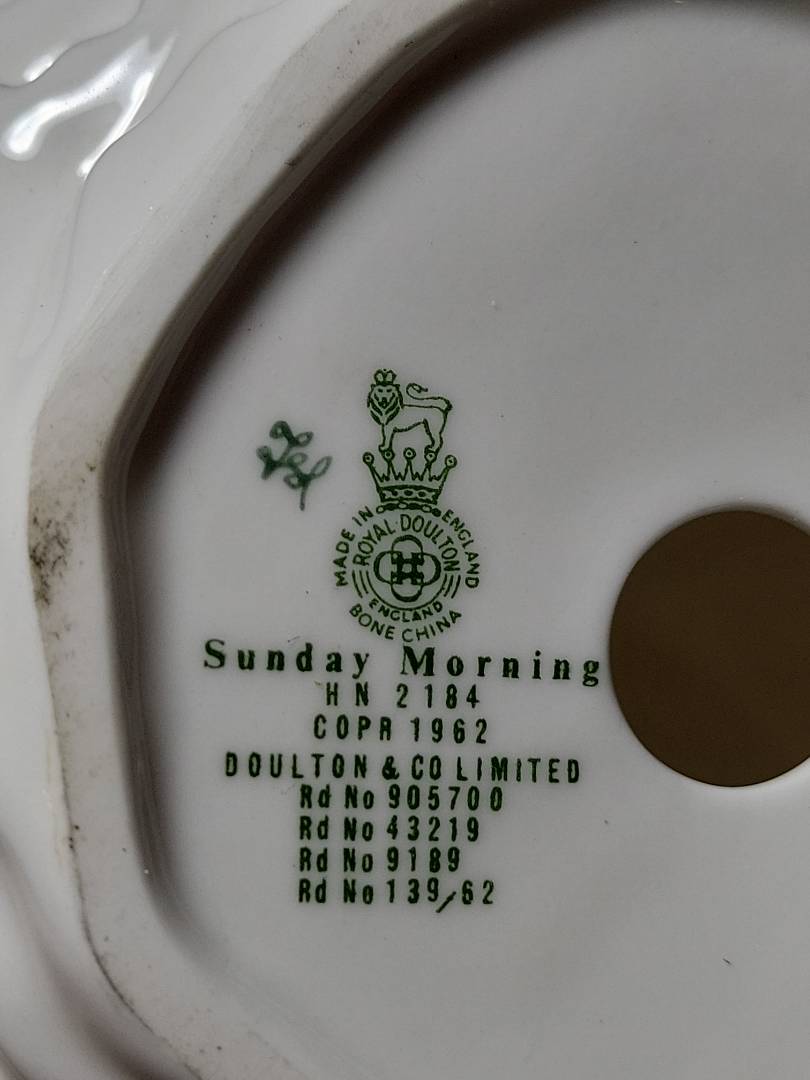 MADE IN ENGLAND
ROYAL·DOULTON
ENGLAND
BONE CHINA
Sunday Morning
HN 2184
COPR 1962
DOULTON & CO LIMITED
Rd No 905700
Rd No 43219
Rd No 9189
Rd No 139/62